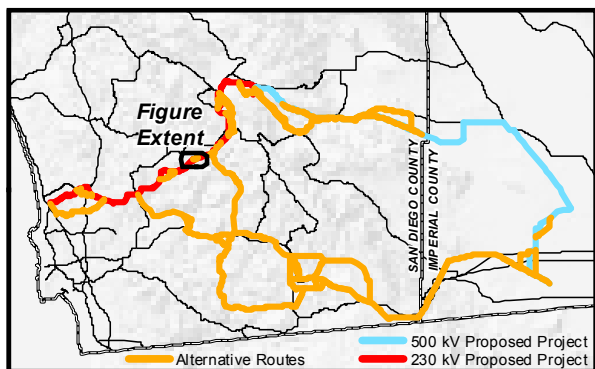 Figure
Extent
SAN DIEGO COUNTY
IMPERIAL COUNTY
500 kV Proposed Project
Alternative Routes
230 kV Proposed Project